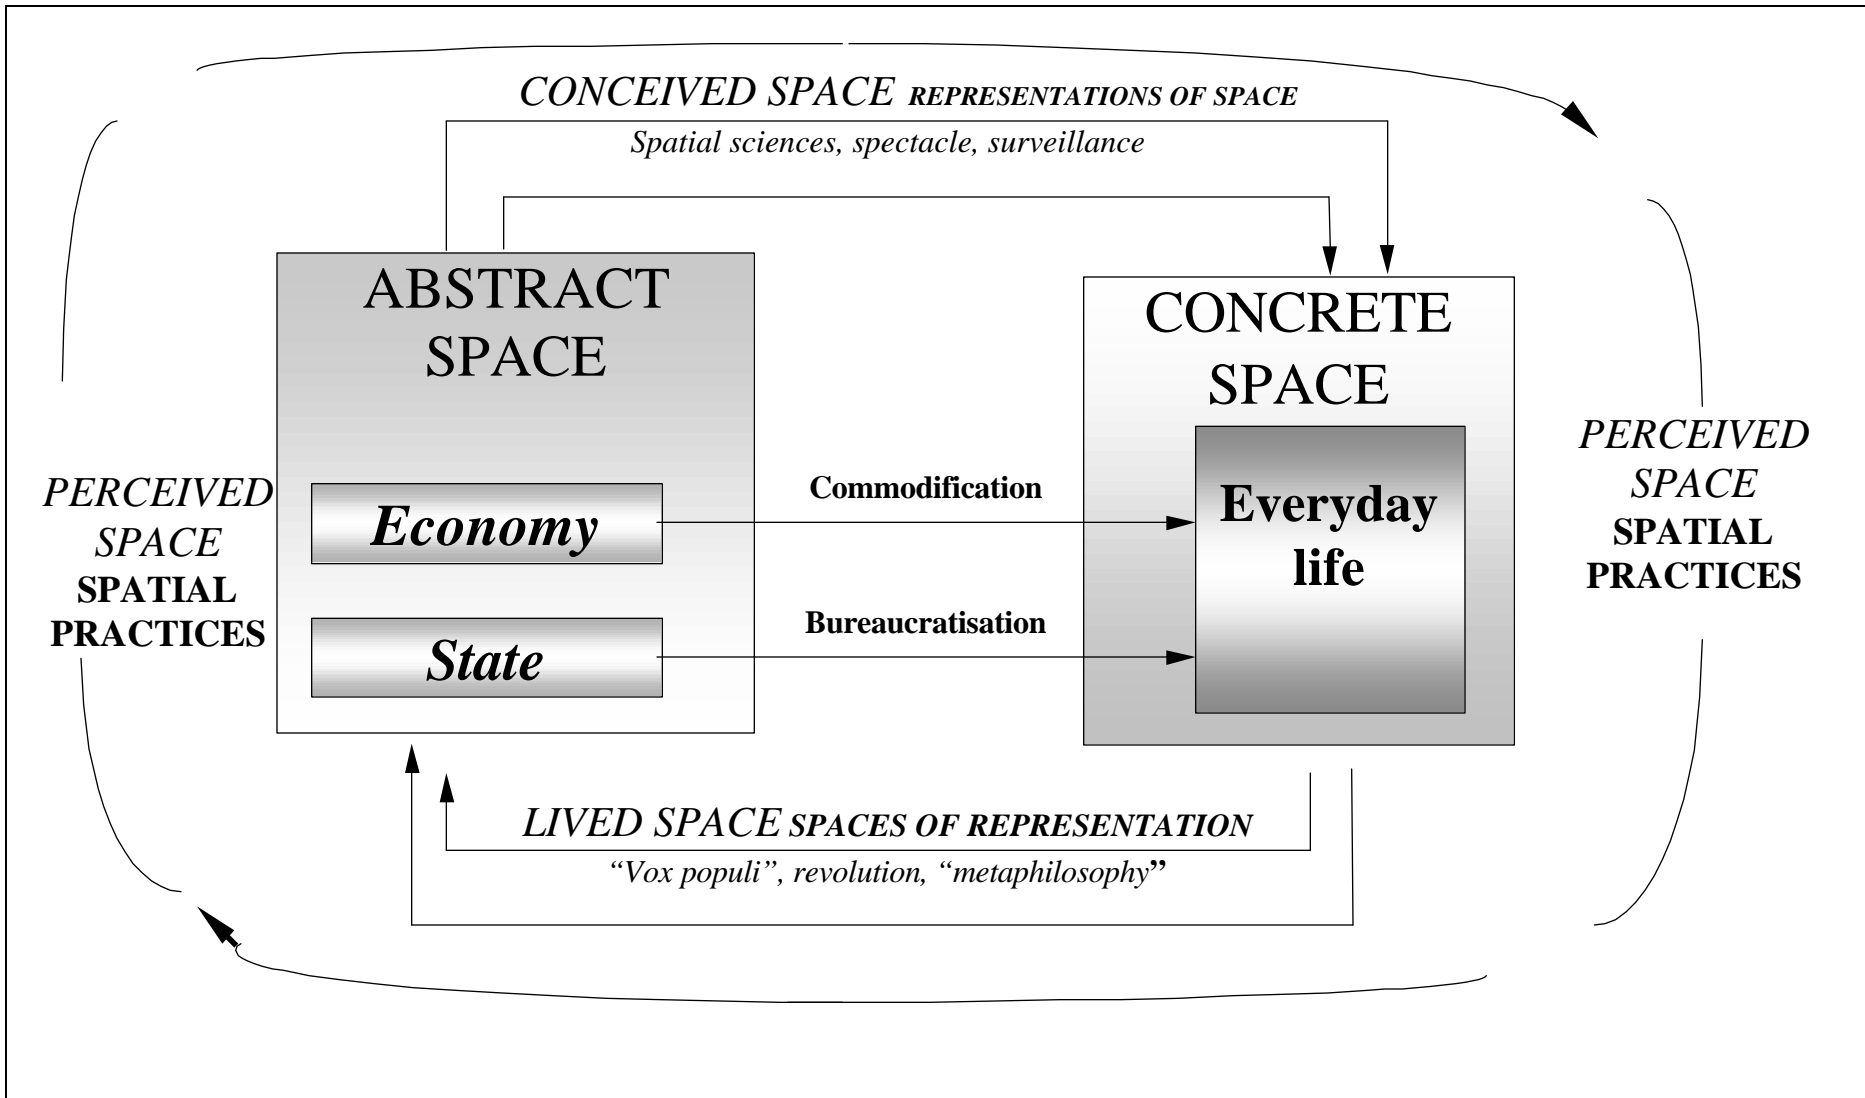 CONCEIVED SPACE REPRESENTATIONS OF SPACE
Spatial sciences, spectacle, surveillance
ABSTRACT
SPACE
CONCRETE
SPACE
PERCEIVED
SPACE
SPATIAL
PRACTICES
Economy
State
Commodification
Bureaucratisation
Everyday
life
PERCEIVED
SPACE
SPATIAL
PRACTICES
LIVED SPACE SPACES OF REPRESENTATION
“Vox populi”, revolution, “metaphilosophy”